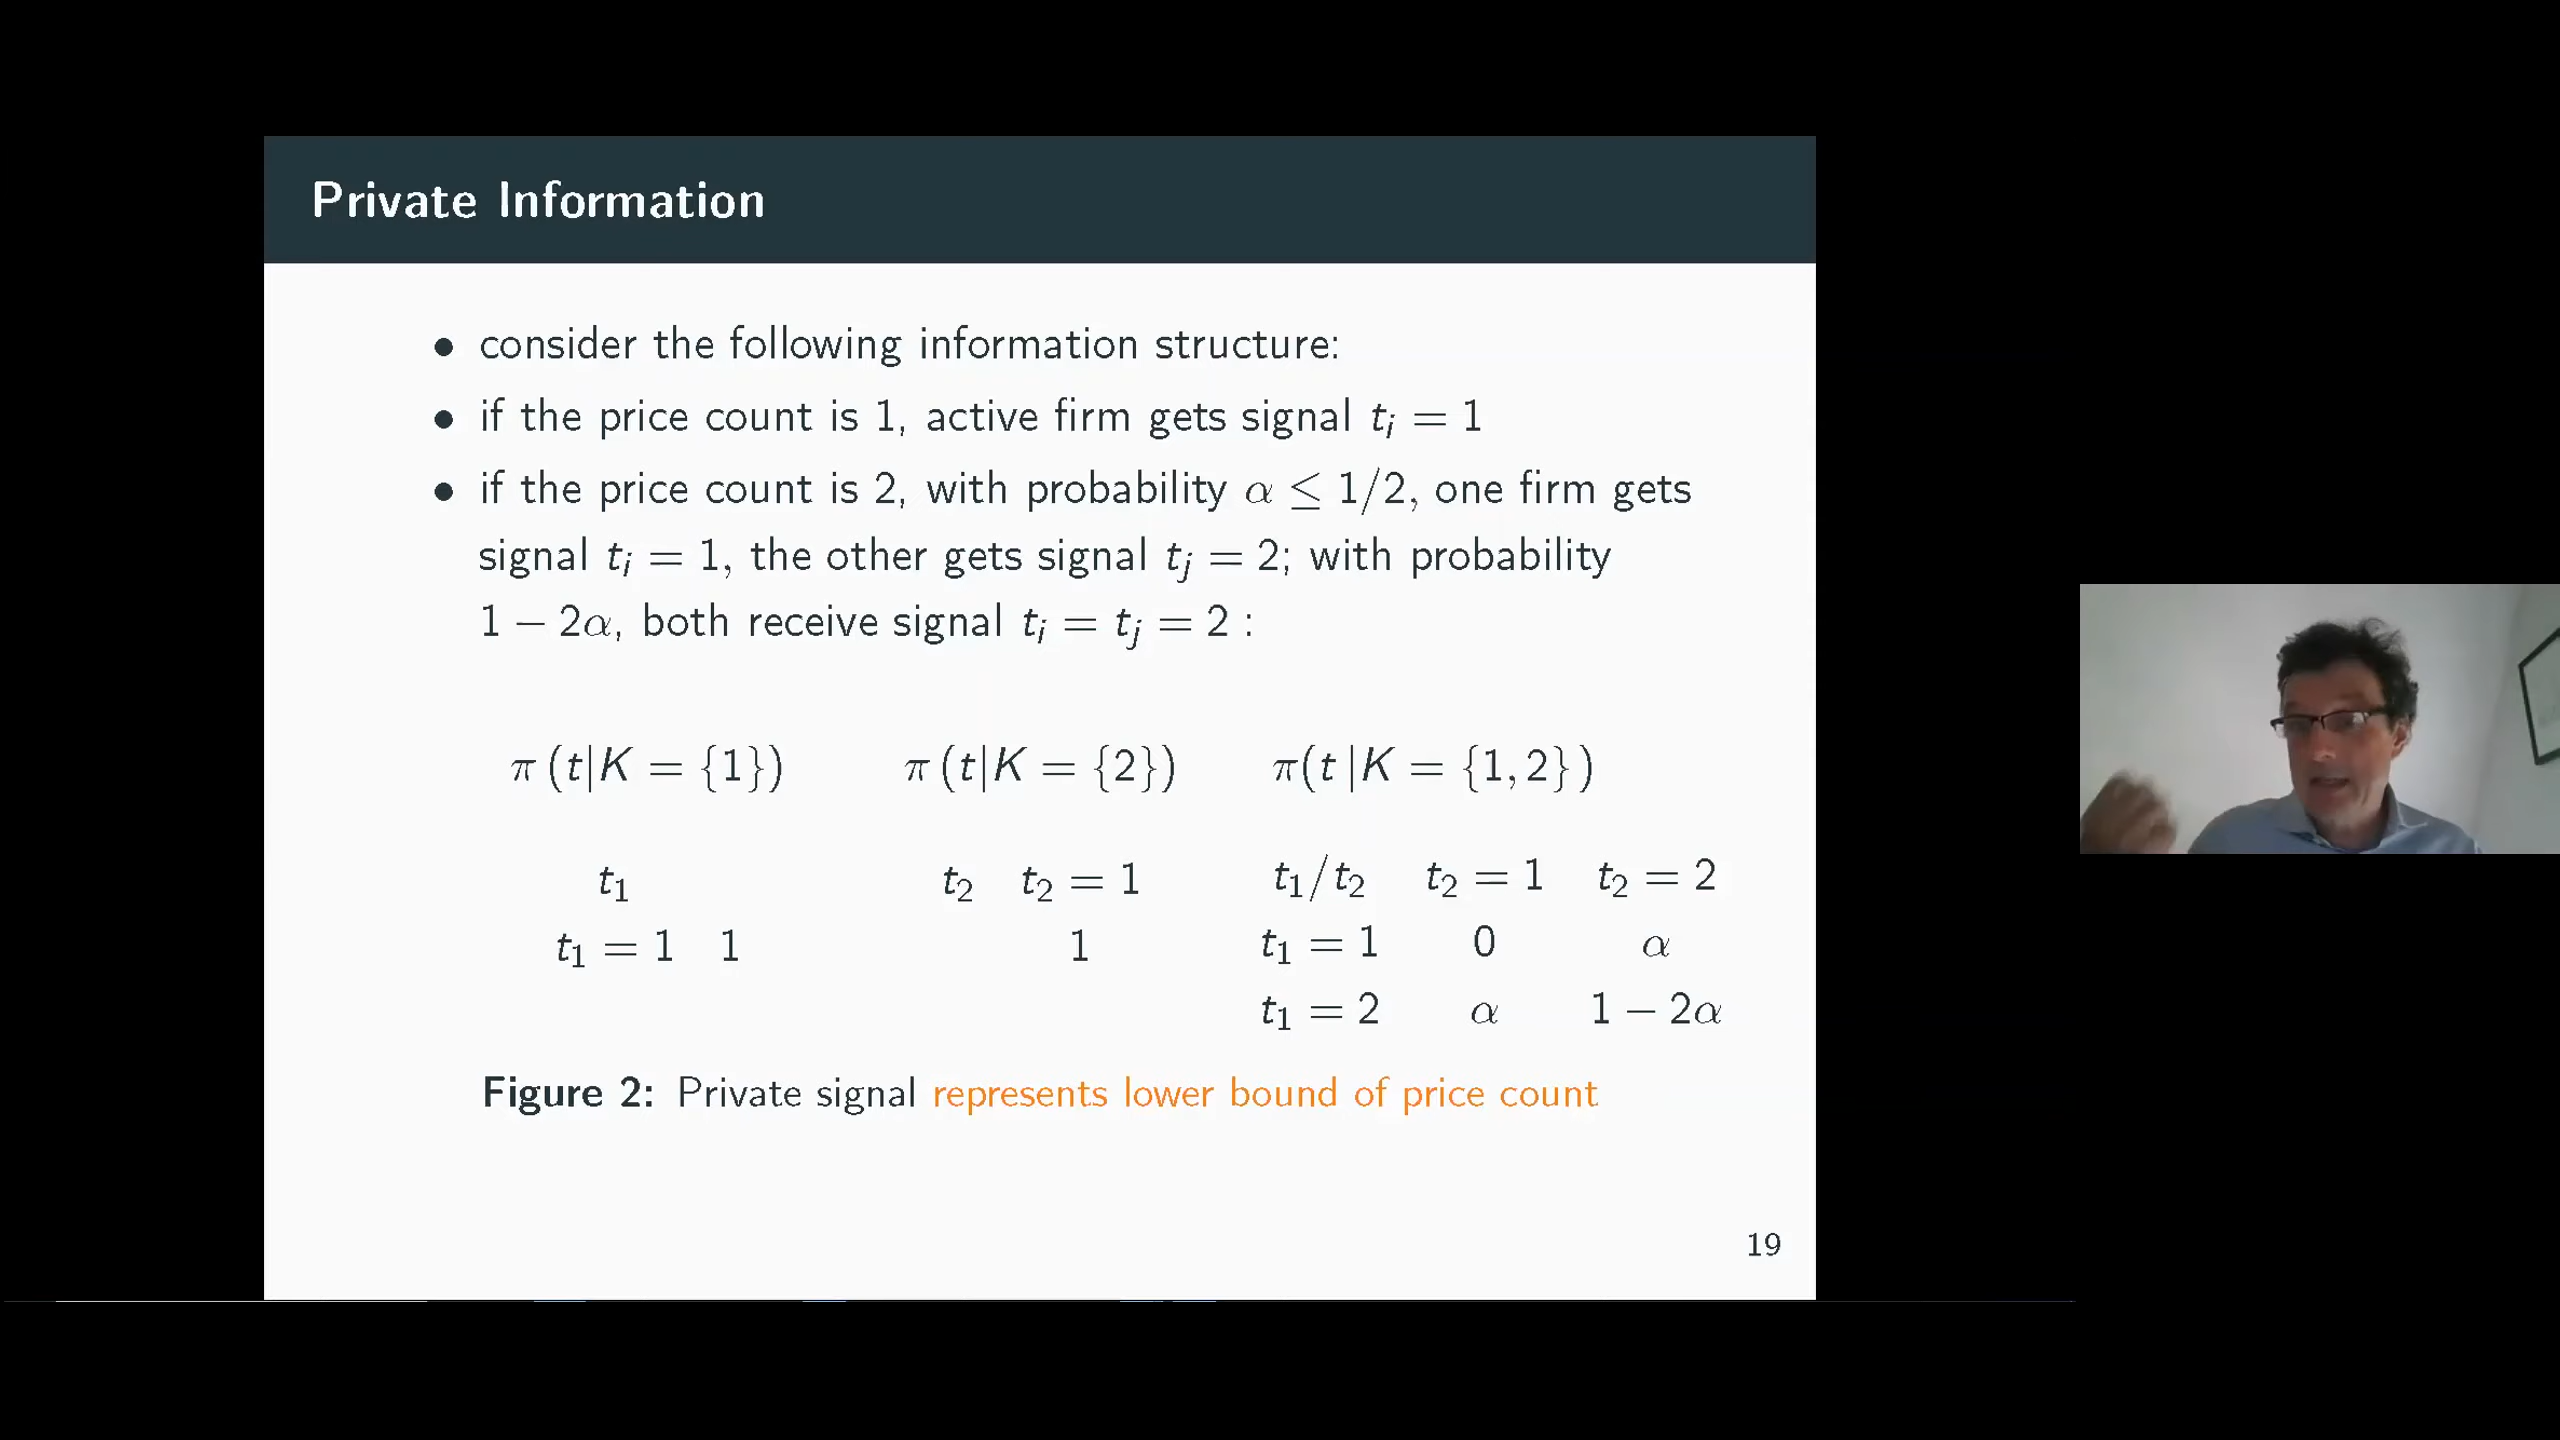 Private Information
• consider the following information structure:
• if the price count is 1, active firm gets signal tᵢ = 1
• if the price count is 2, with probability α ≤ 1/2, one firm gets
signal tᵢ = 1, the other gets signal tⱼ = 2; with probability
1 − 2α, both receive signal tᵢ = tⱼ = 2 :
π (t|K = {1}) π (t|K = {2}) π(t |K = {1, 2})
t₁ t₂ t₂ = 1 t₁/t₂ t₂ = 1 t₂ = 2
t₁ = 1 1 1 t₁ = 1 0 α
t₁ = 2 α 1 − 2α
Figure 2: Private signal represents lower bound of price count
19